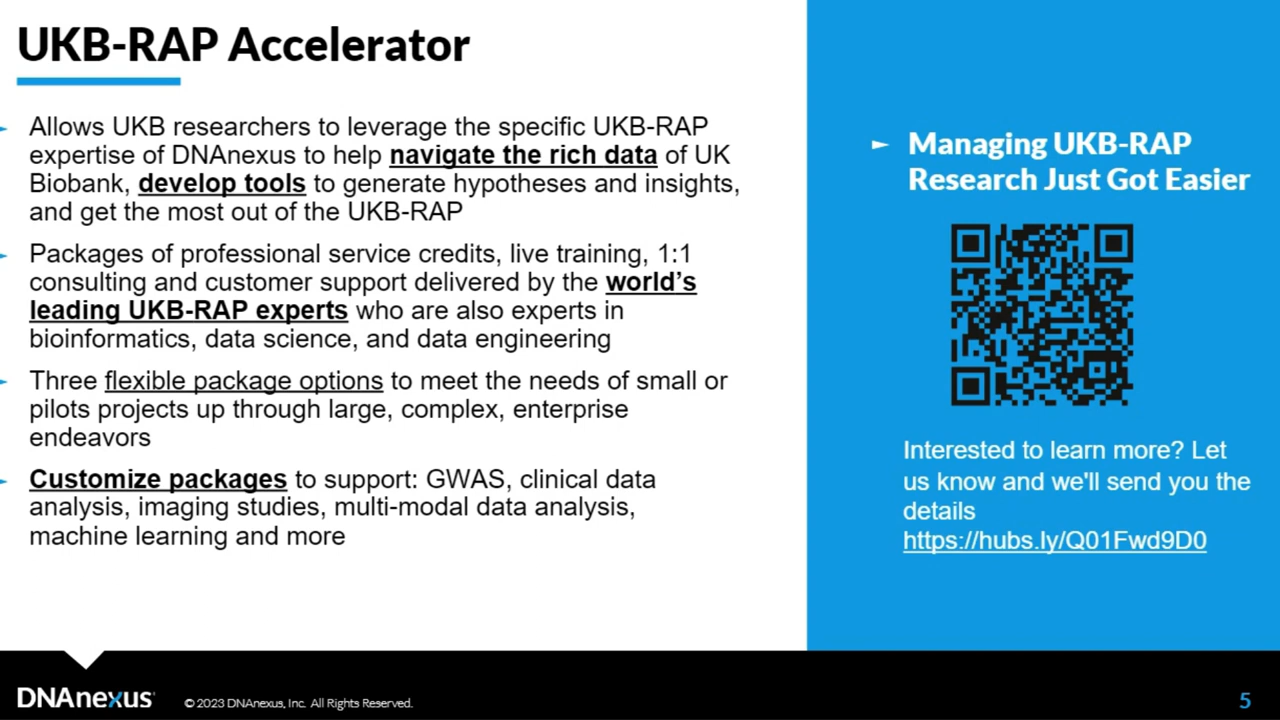 UKB-RAP Accelerator
Allows UKB researchers to leverage the specific UKB-RAP
expertise of DNAnexus to help navigate the rich data of UK
Biobank, develop tools to generate hypotheses and insights,
and get the most out of the UKB-RAP
Packages of professional service credits, live training, 1:1
consulting and customer support delivered by the world's
leading UKB-RAP experts who are also experts in
bioinformatics, data science, and data engineering
Three flexible package options to meet the needs of small or
pilots projects up through large, complex, enterprise
endeavors
Customize packages to support: GWAS, clinical data
analysis, imaging studies, multi-modal data analysis,
machine learning and more
Managing UKB-RAP
Research Just Got Easier
Interested to learn more? Let
us know and we'll send you the
details
https://hubs.ly/Q01Fwd9D0
DNAnexus
© 2023 DNAnexus, Inc. All Rights Reserved.
5